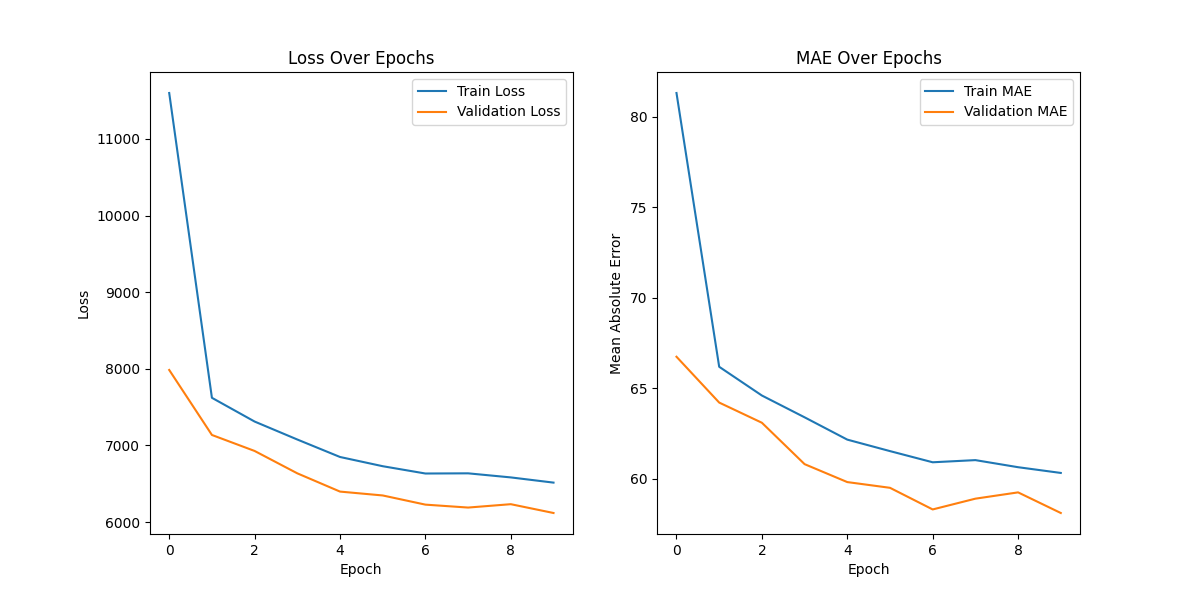 Loss Over Epochs
Train Loss
Validation Loss
11000
10000
9000
8000
7000
6000
Loss
0
2
4
6
8
Epoch
MAE Over Epochs
Train MAE
Validation MAE
80
75
70
65
60
Mean Absolute Error
0
2
4
6
8
Epoch